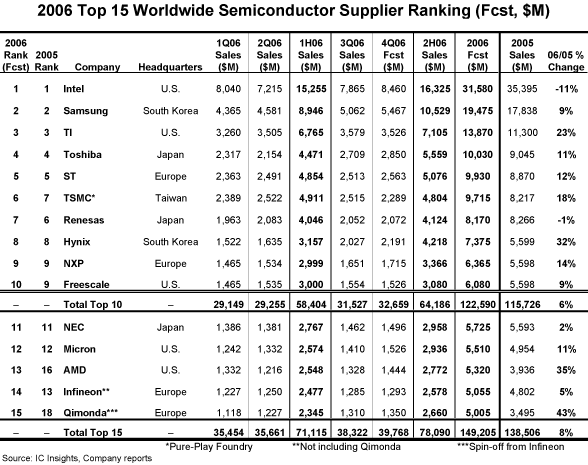 2006 Top 15 Worldwide Semiconductor Supplier Ranking (Fcst, $M)
2006 Rank (Fcst) 2005 Rank Company Headquarters 1Q06 Sales ($M) 2Q06 Sales ($M) 1H06 Sales ($M) 3Q06 Sales ($M) 4Q06 Fcst ($M) 2H06 Sales ($M) 2006 Fcst ($M) 2005 Sales ($M) 06/05 % Change
1 1 Intel U.S. 8,040 7,215 15,255 7,865 8,460 16,325 31,580 35,395 -11%
2 2 Samsung South Korea 4,365 4,581 8,946 5,062 5,467 10,529 19,475 17,838 9%
3 3 TI U.S. 3,260 3,505 6,765 3,579 3,526 7,105 13,870 11,300 23%
4 4 Toshiba Japan 2,317 2,154 4,471 2,709 2,850 5,559 10,030 9,045 11%
5 5 ST Europe 2,363 2,491 4,854 2,513 2,563 5,076 9,930 8,870 12%
6 7 TSMC* Taiwan 2,389 2,522 4,911 2,515 2,289 4,804 9,715 8,217 18%
7 6 Renesas Japan 1,963 2,083 4,046 2,052 2,072 4,124 8,170 8,266 -1%
8 8 Hynix South Korea 1,522 1,635 3,157 2,027 2,191 4,218 7,375 5,599 32%
9 9 NXP Europe 1,465 1,534 2,999 1,651 1,715 3,366 6,365 5,598 14%
10 9 Freescale U.S. 1,465 1,535 3,000 1,554 1,526 3,080 6,080 5,598 9%
– – Total Top 10 – 29,149 29,255 58,404 31,527 32,659 64,186 122,590 115,726 6%
11 11 NEC Japan 1,386 1,381 2,767 1,462 1,496 2,958 5,725 5,593 2%
12 12 Micron U.S. 1,242 1,332 2,574 1,410 1,526 2,936 5,510 4,954 11%
13 16 AMD U.S. 1,332 1,216 2,548 1,328 1,444 2,772 5,320 3,936 35%
14 13 Infineon** Europe 1,227 1,250 2,477 1,285 1,293 2,578 5,055 4,802 5%
15 18 Qimonda*** Europe 1,118 1,227 2,345 1,310 1,350 2,660 5,005 3,495 43%
– – Total Top 15 – 35,454 35,661 71,115 38,322 39,768 78,090 149,205 138,506 8%
*Pure-Play Foundry **Not including Qimonda ***Spin-off from Infineon
Source: IC Insights, Company reports